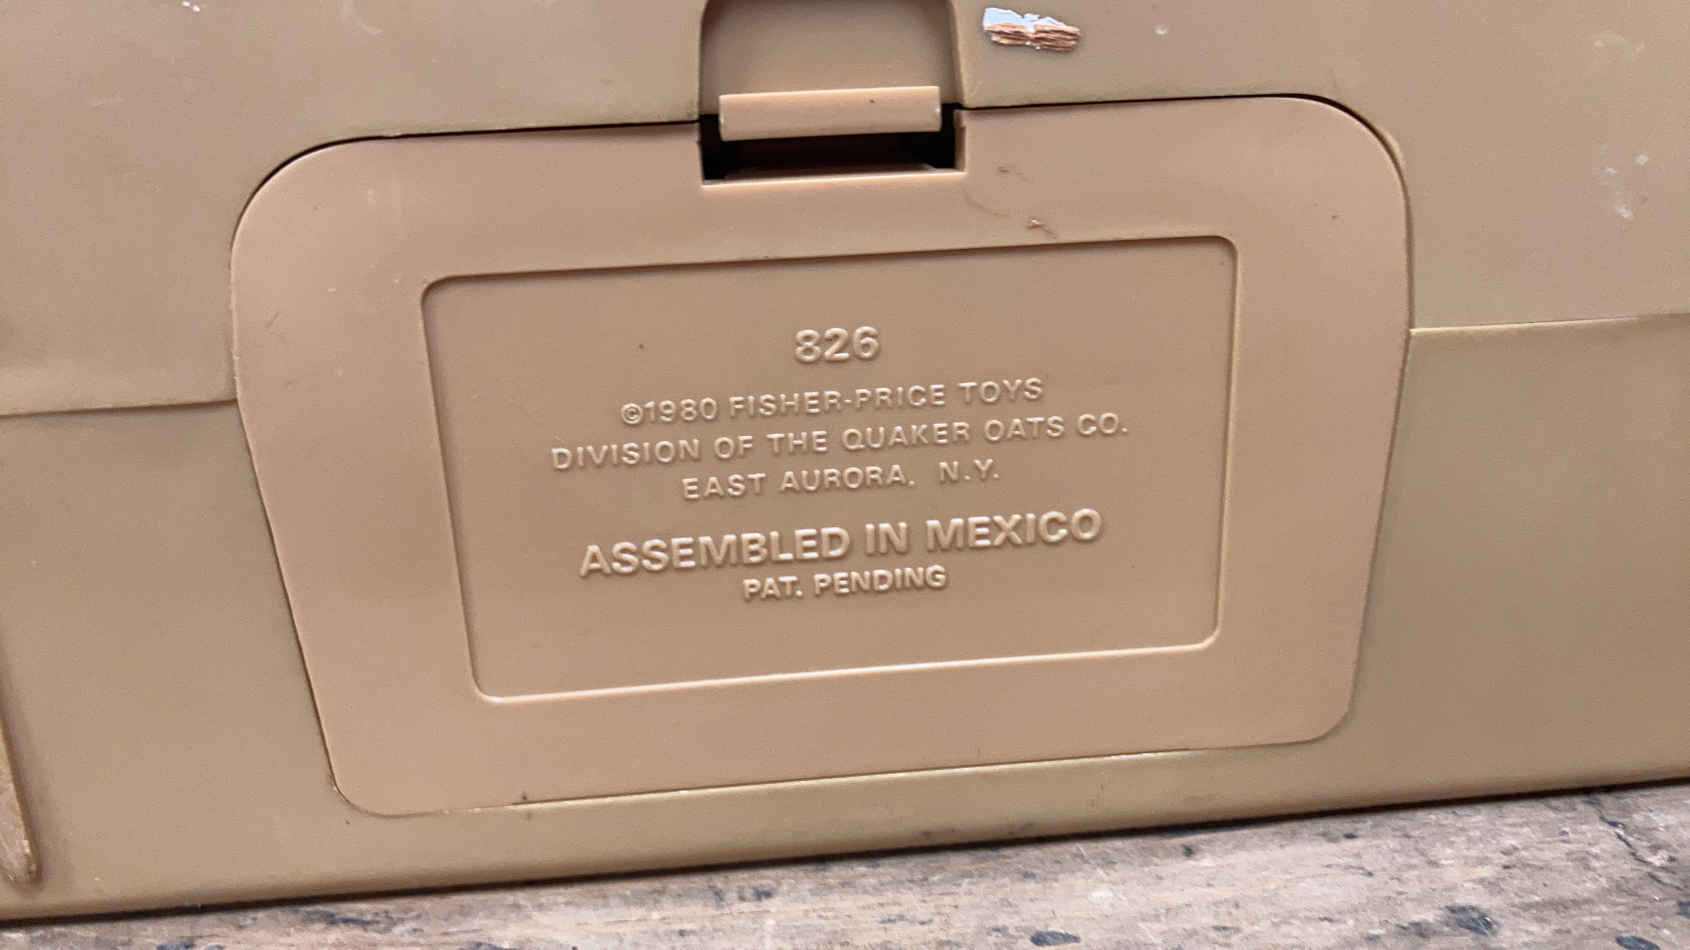 826
©1980 FISHER-PRICE TOYS
DIVISION OF THE QUAKER OATS CO.
EAST AURORA, N.Y.
ASSEMBLED IN MEXICO
PAT. PENDING